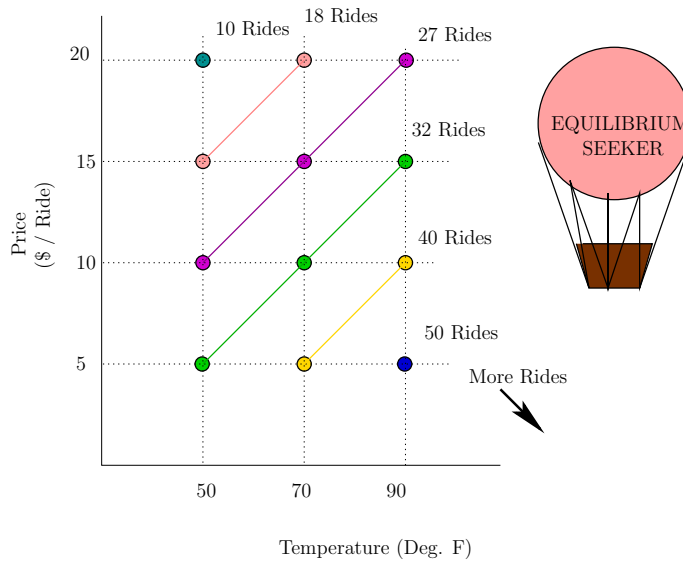 10 Rides
18 Rides
27 Rides
20
EQUILIBRIUM
SEEKER
32 Rides
15
Price
($ / Ride)
40 Rides
10
50 Rides
5
More Rides
50
70
90
Temperature (Deg. F)